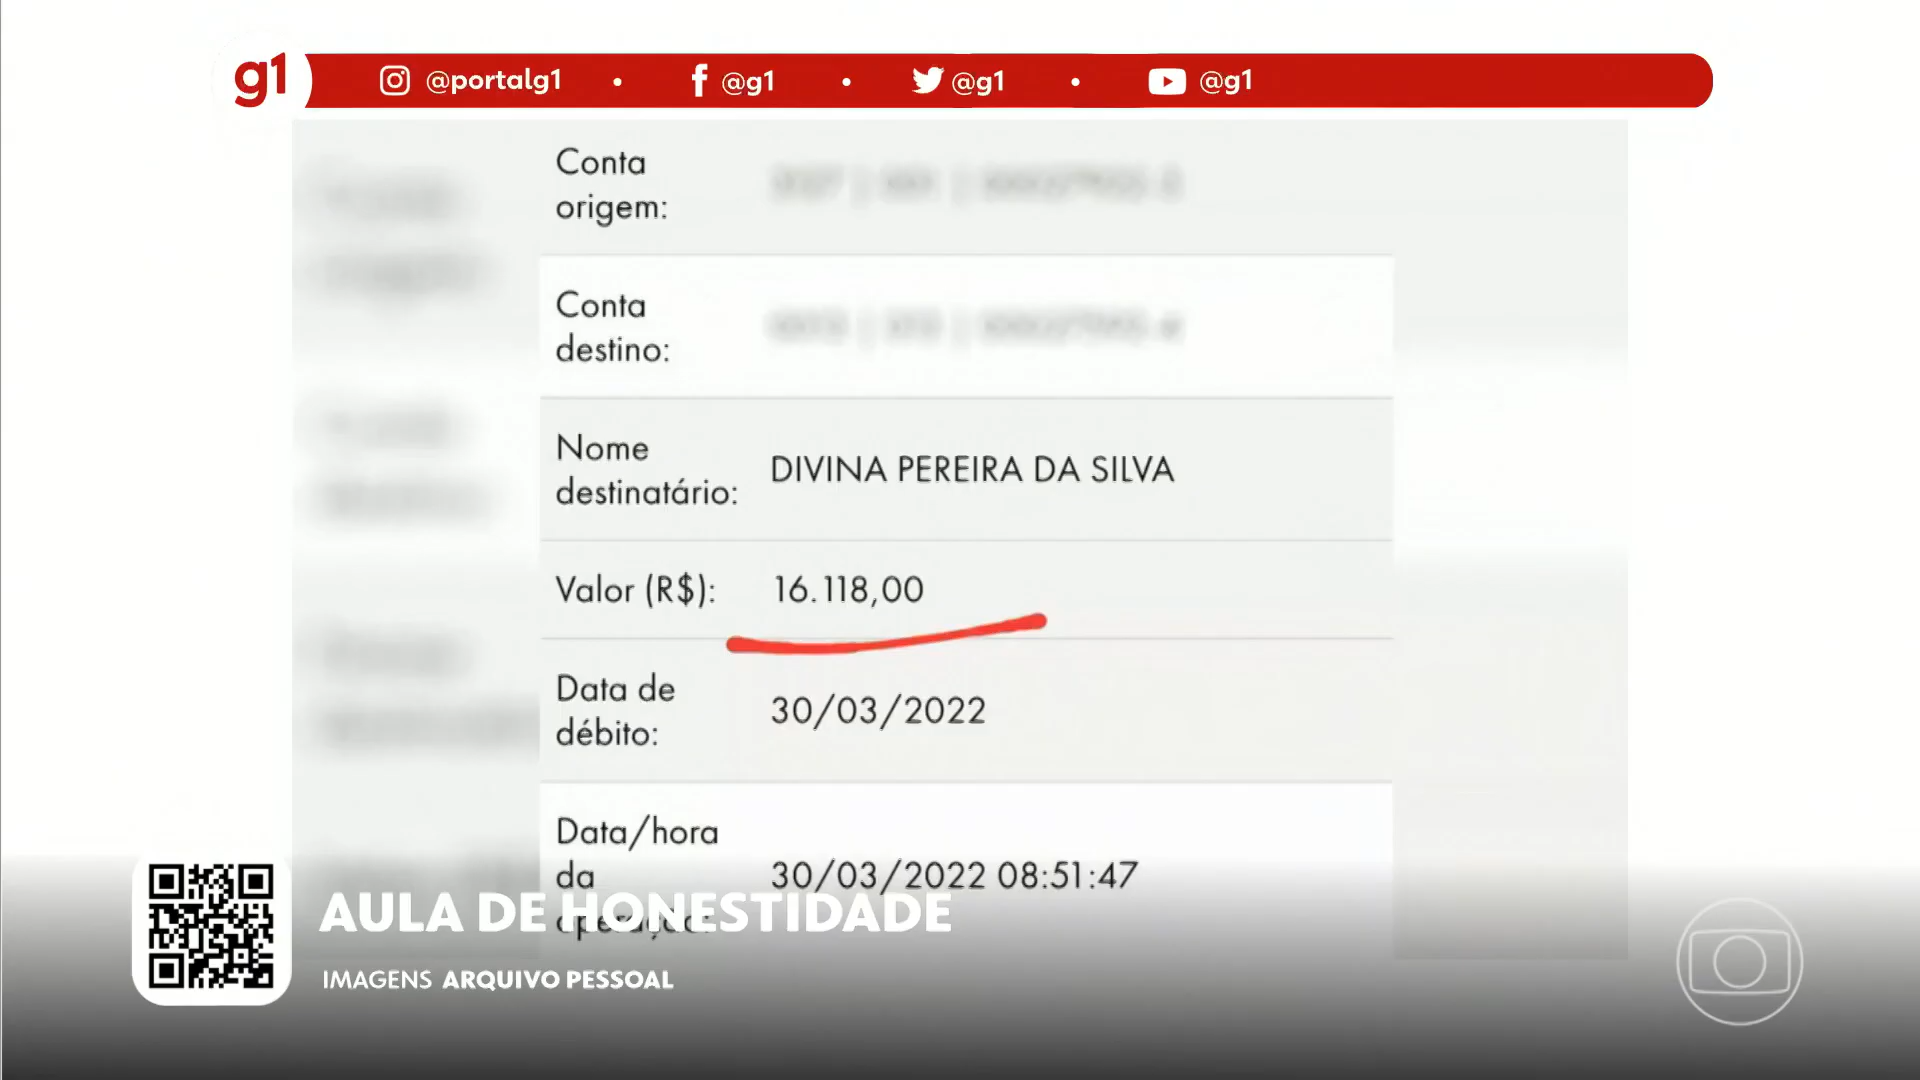 g1 @portalg1 • @g1 • @g1 • @g1
Conta
origem:
Conta
destino:
Nome
destinatário:
DIVINA PEREIRA DA SILVA
Valor (R$): 16.118,00
Data de
débito:
30/03/2022
Data/hora
da
operação:
30/03/2022 08:51:47
AULA DE HONESTIDADE
IMAGENS ARQUIVO PESSOAL